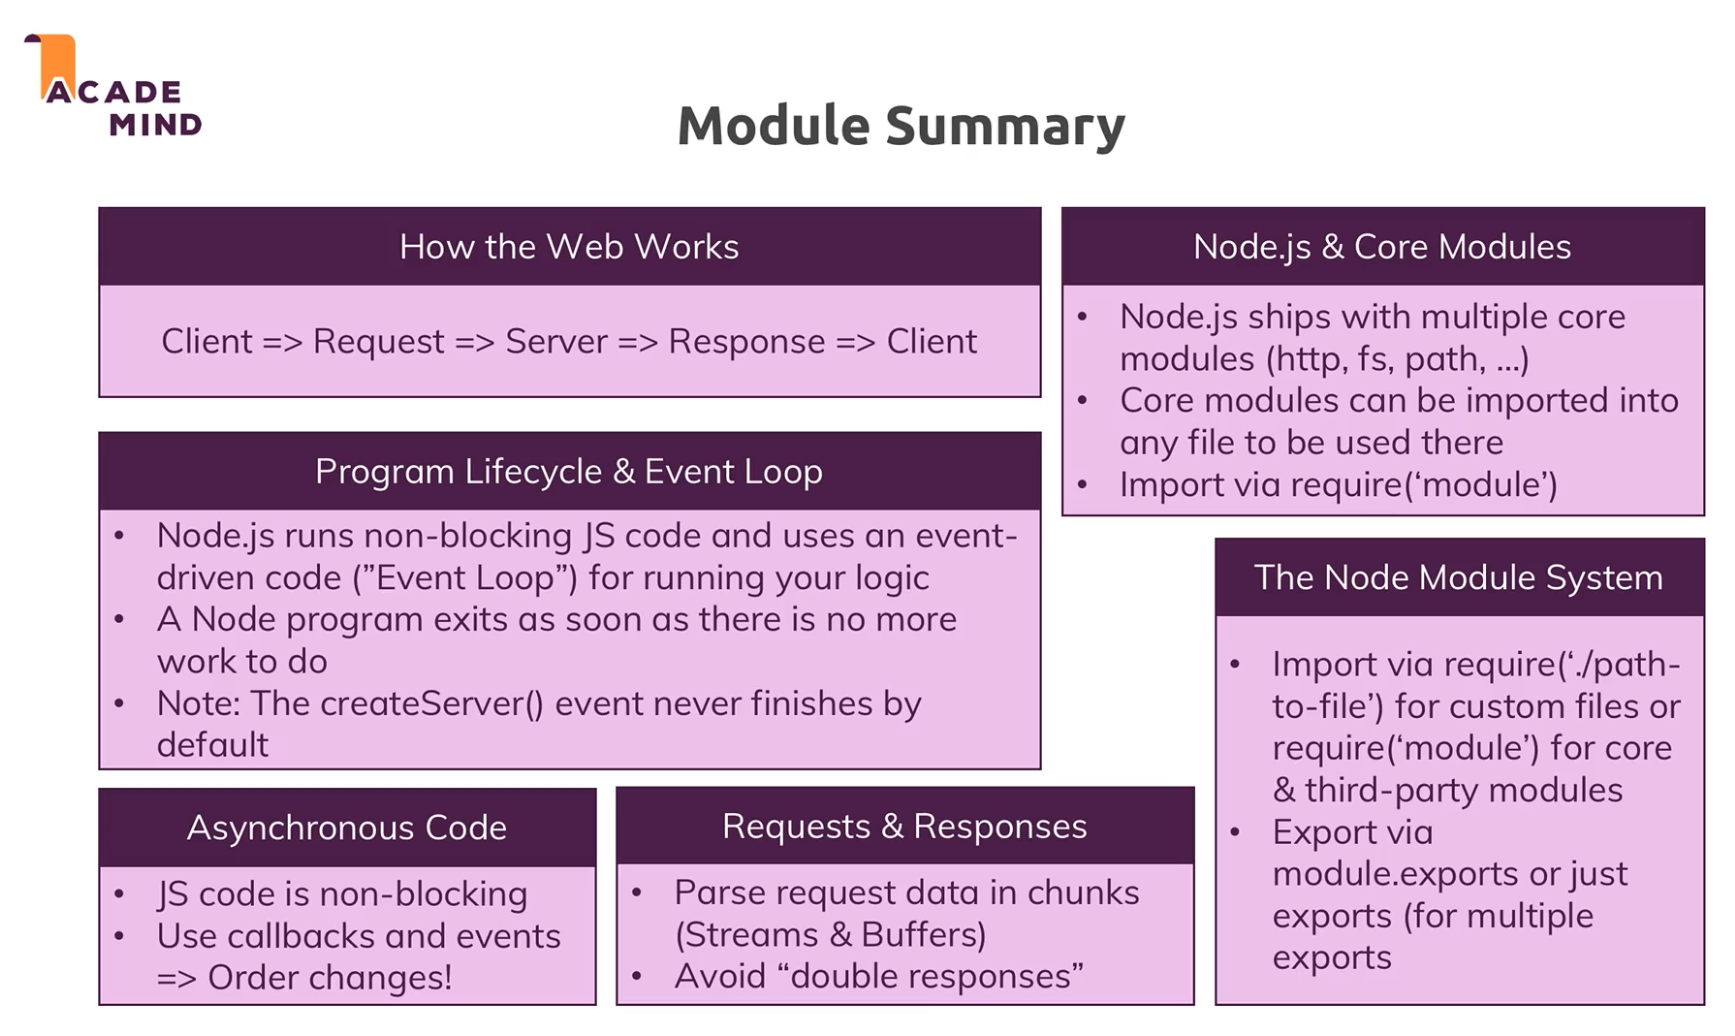 ACADE
MIND
Module Summary
How the Web Works
Client => Request => Server => Response => Client
Node.js & Core Modules
• Node.js ships with multiple core
modules (http, fs, path, …)
• Core modules can be imported into
any file to be used there
• Import via require(‘module’)
Program Lifecycle & Event Loop
• Node.js runs non-blocking JS code and uses an event-
driven code (”Event Loop”) for running your logic
• A Node program exits as soon as there is no more
work to do
• Note: The createServer() event never finishes by
default
The Node Module System
• Import via require(‘./path-
to-file’) for custom files or
require(‘module’) for core
& third-party modules
• Export via
module.exports or just
exports (for multiple
exports
Asynchronous Code
• JS code is non-blocking
• Use callbacks and events
=> Order changes!
Requests & Responses
• Parse request data in chunks
(Streams & Buffers)
• Avoid “double responses”